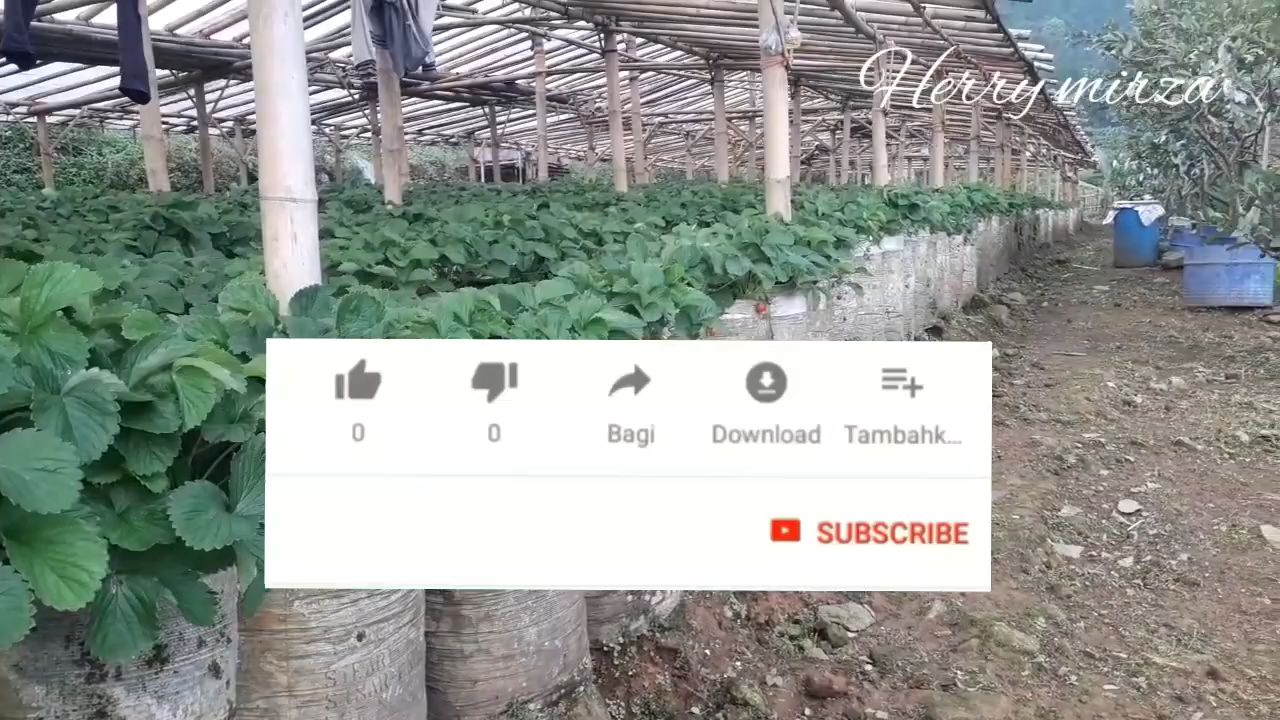 Herry mirza
0
0
Bagi
Download
Tambahk...
SUBSCRIBE